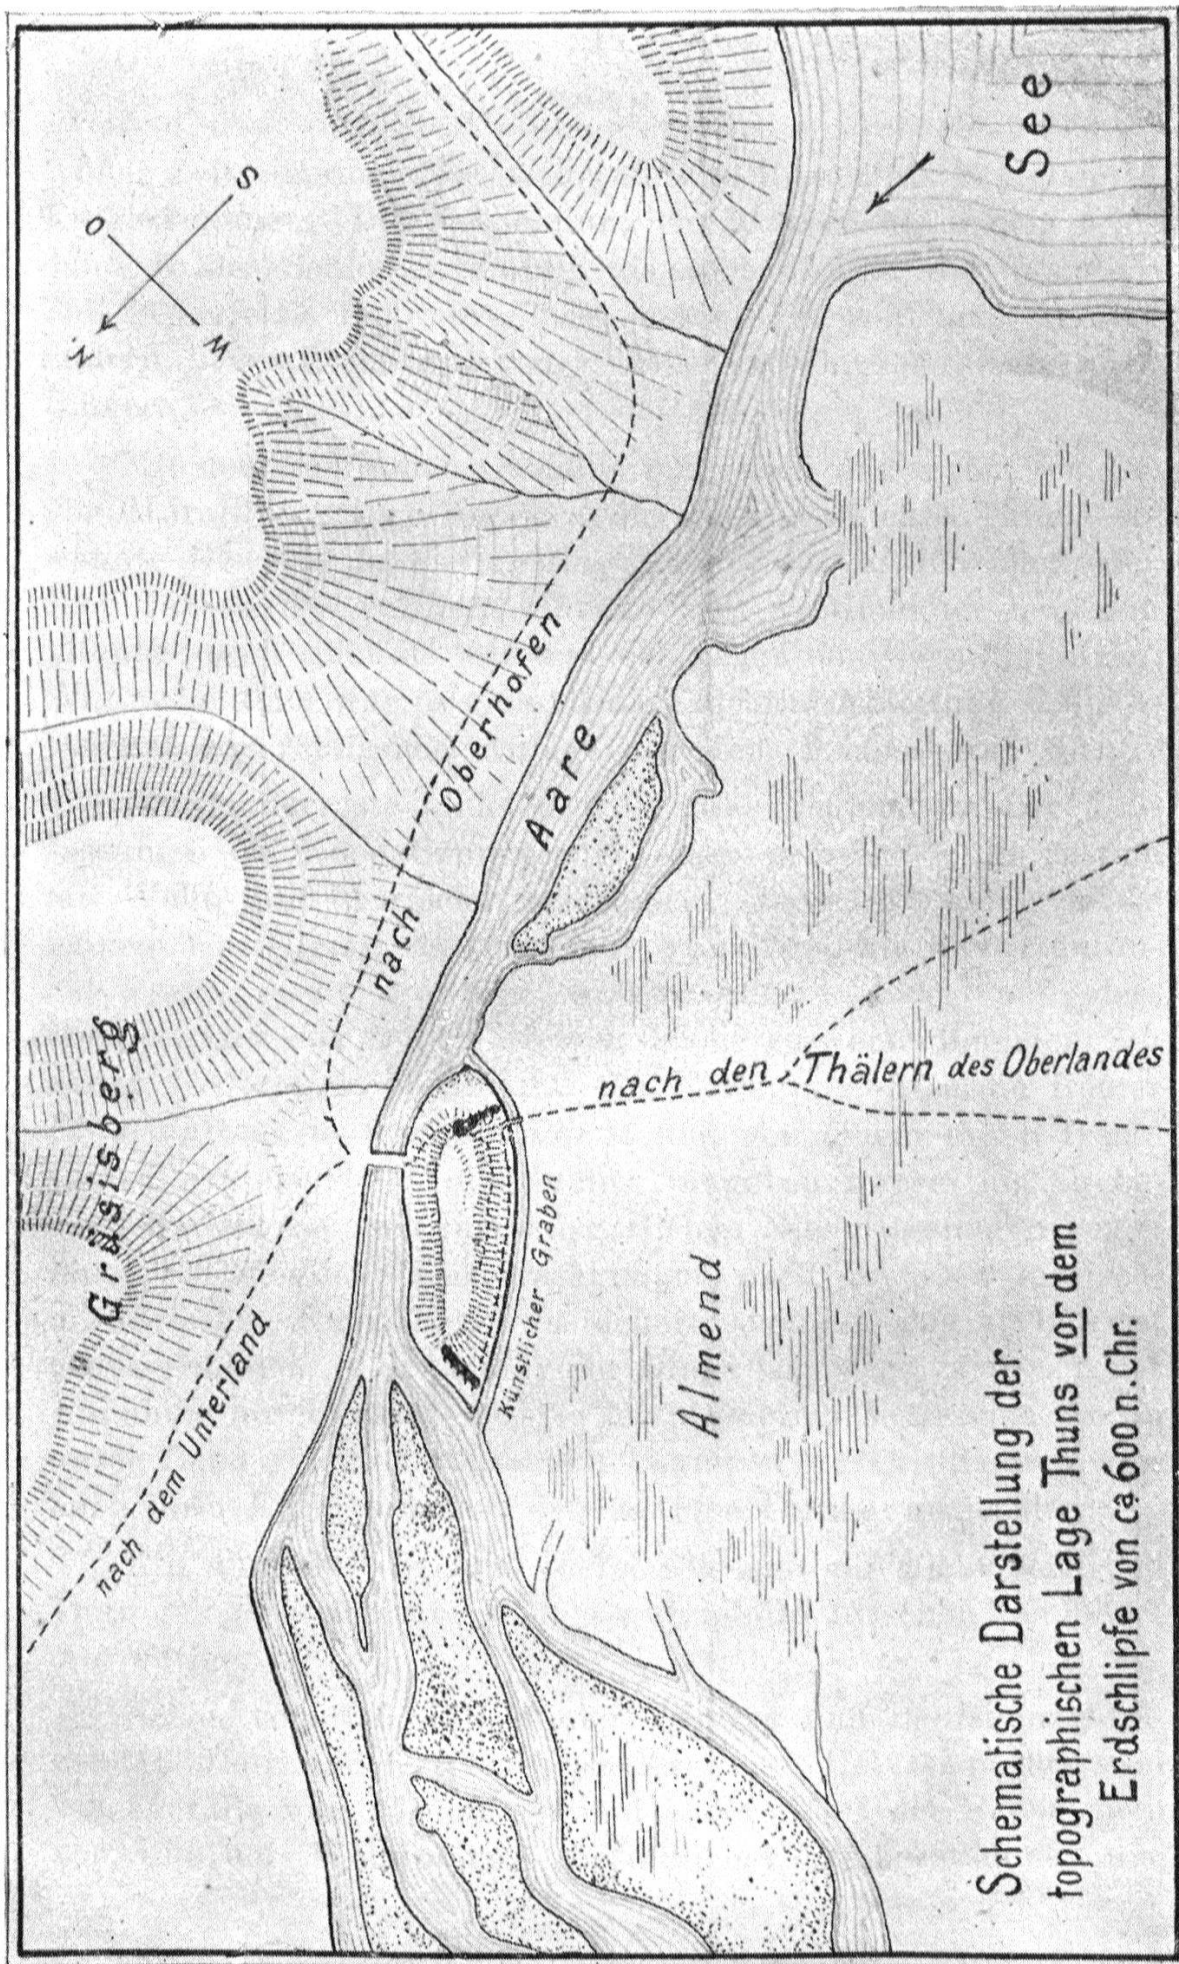 Schematische Darstellung der
topographischen Lage Thuns vor dem
Erdschlipfe von ca 600 n. Chr.
See
S
O
W
N.
nach Oberhofen
Aare
Grüsisberg
nach den Thälern des Oberlandes
Künstlicher Graben
Almend
nach dem Unterland